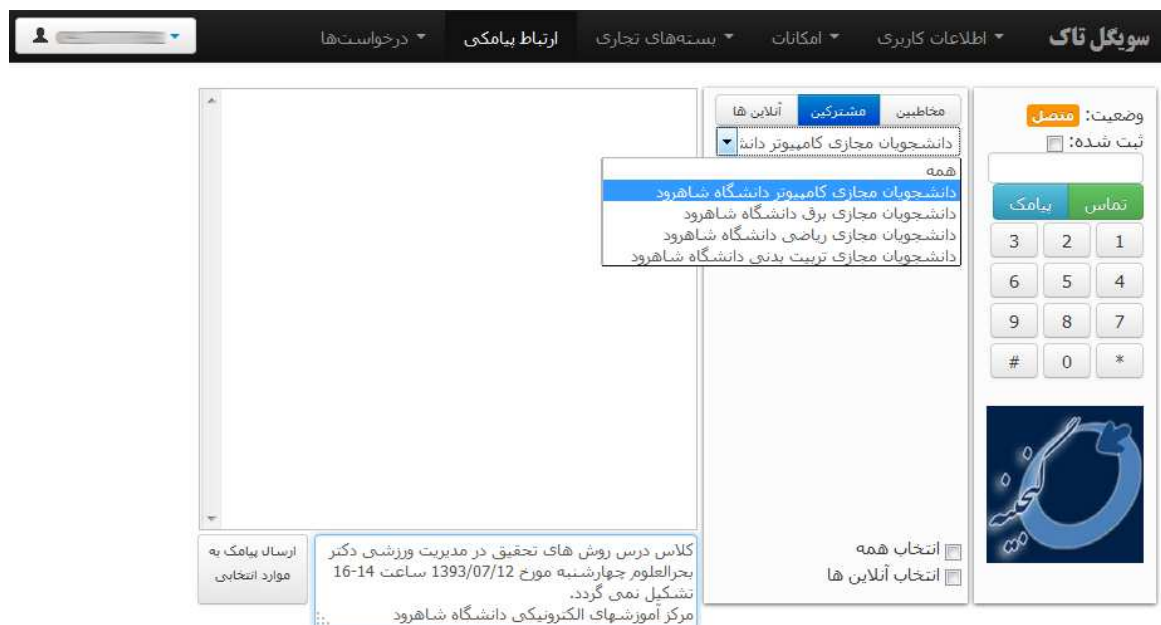 سویگل تاک
اطلاعات کاربری
امکانات
بسته‌های تجاری
ارتباط پیامکی
درخواست‌ها
وضعیت: متصل
ثبت شده:
تماس
پیامک
1 2 3
4 5 6
7 8 9
* 0 #
گنجینه
مخاطبین
مشترکین
آنلاین ها
دانشجویان مجازی کامپیوتر دانش
همه
دانشجویان مجازی کامپیوتر دانشگاه شاهرود
دانشجویان مجازی برق دانشگاه شاهرود
دانشجویان مجازی ریاضی دانشگاه شاهرود
دانشجویان مجازی تربیت بدنی دانشگاه شاهرود
انتخاب همه
انتخاب آنلاین ها
کلاس درس روش های تحقیق در مدیریت ورزشی دکتر
بحرالعلوم چهارشنبه مورخ 1393/07/12 ساعت 14-16
تشکیل نمی گردد.
مرکز آموزشهای الکترونیکی دانشگاه شاهرود
ارسال پیامک به
موارد انتخابی